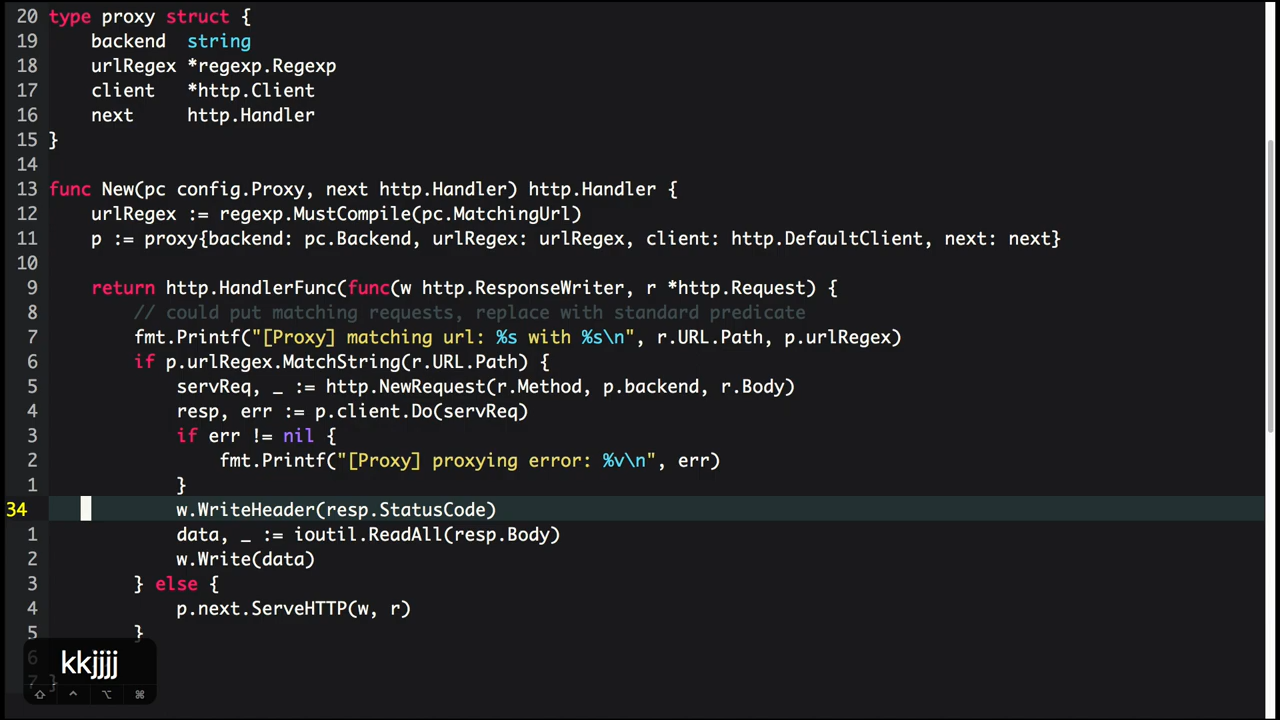 20 type proxy struct {
19     backend  string
18     urlRegex *regexp.Regexp
17     client   *http.Client
16     next     http.Handler
15 }
14
13 func New(pc config.Proxy, next http.Handler) http.Handler {
12     urlRegex := regexp.MustCompile(pc.MatchingUrl)
11     p := proxy{backend: pc.Backend, urlRegex: urlRegex, client: http.DefaultClient, next: next}
10
9     return http.HandlerFunc(func(w http.ResponseWriter, r *http.Request) {
8         // could put matching requests, replace with standard predicate
7         fmt.Printf("[Proxy] matching url: %s with %s\n", r.URL.Path, p.urlRegex)
6         if p.urlRegex.MatchString(r.URL.Path) {
5             servReq, _ := http.NewRequest(r.Method, p.backend, r.Body)
4             resp, err := p.client.Do(servReq)
3             if err != nil {
2                 fmt.Printf("[Proxy] proxying error: %v\n", err)
1             }
34             w.WriteHeader(resp.StatusCode)
1             data, _ := ioutil.ReadAll(resp.Body)
2             w.Write(data)
3         } else {
4             p.next.ServeHTTP(w, r)
5         }
6
7 }
kkjjjj
⇧ ^ ⌥ ⌘